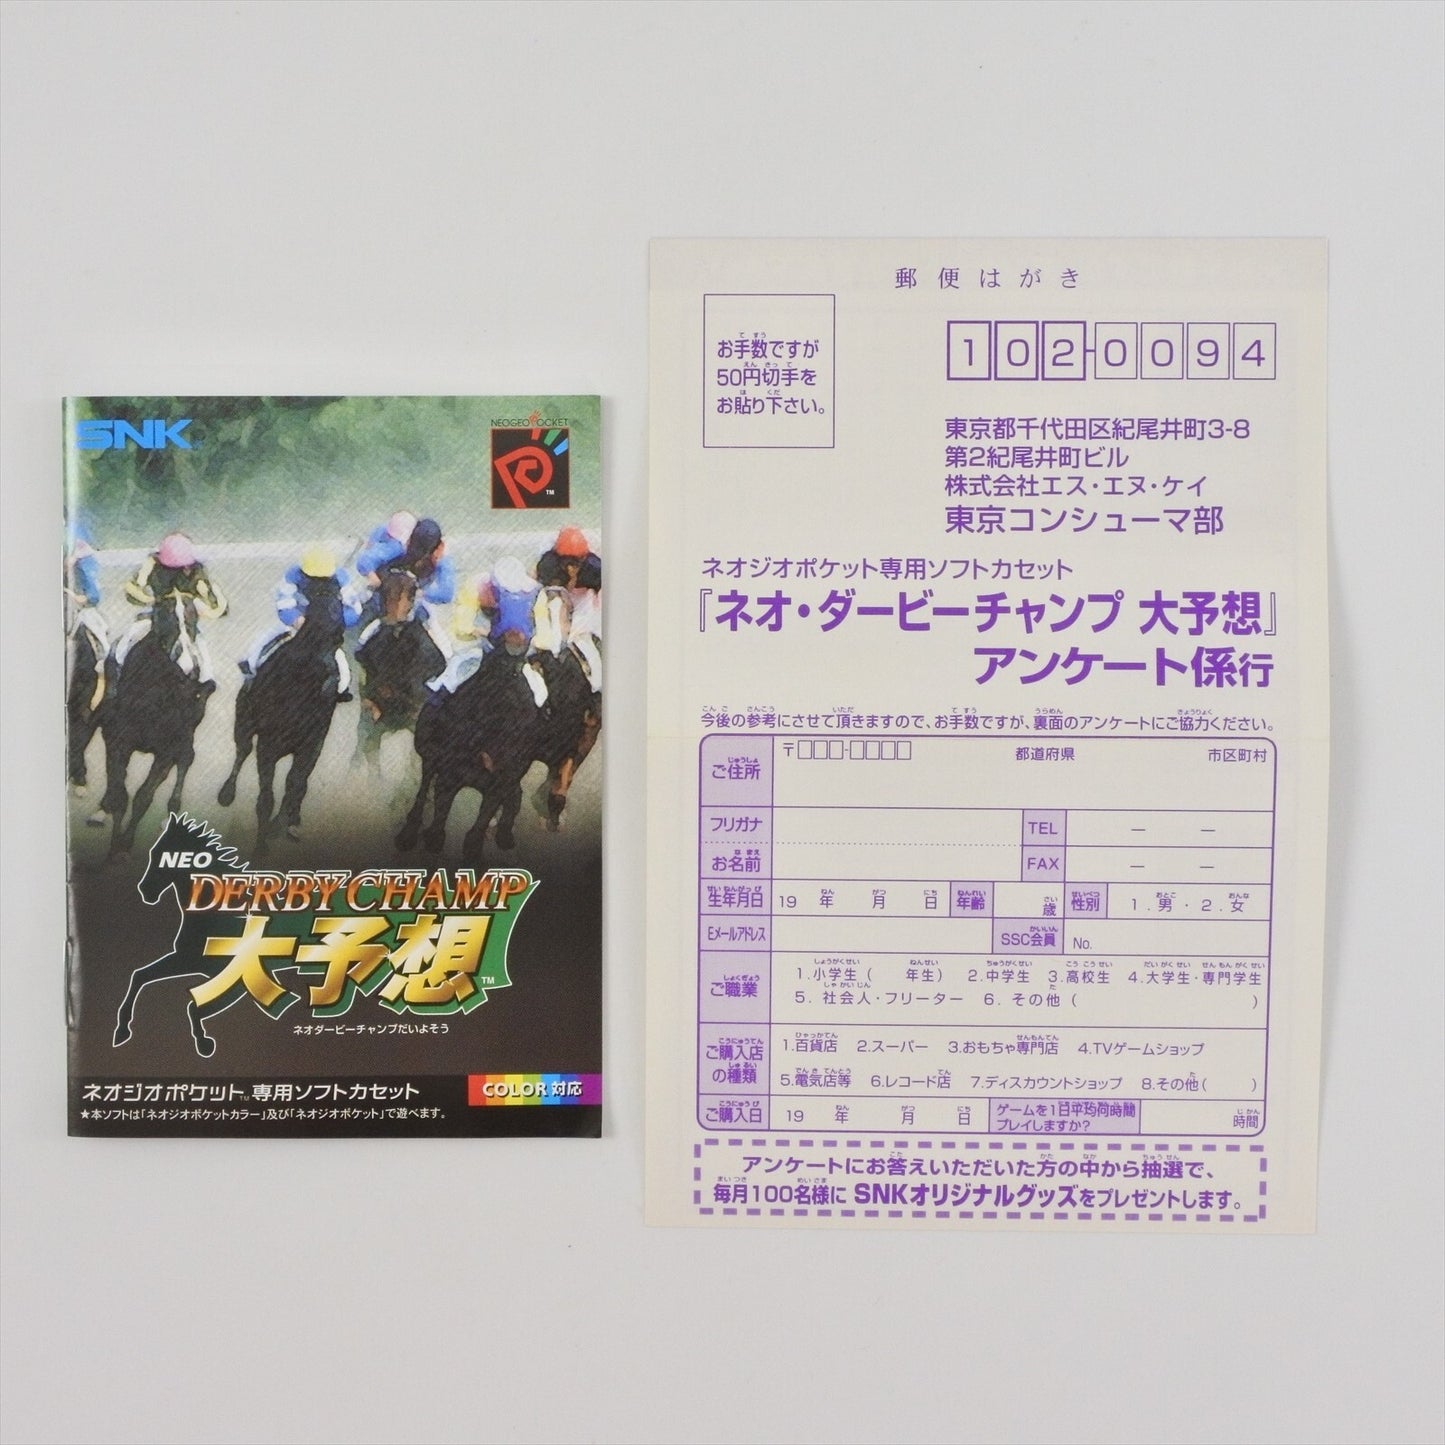 SNK
NEOGEO POCKET
TM
NEO
DERBY CHAMP
大予想
TM
ネオダービーチャンプだいよそう
ネオジオポケット™専用ソフトカセット
COLOR対応
★本ソフトは「ネオジオポケットカラー」及び「ネオジオポケット」で遊べます。
郵便はがき
お手数ですが
50円切手を
お貼り下さい。
102-0094
東京都千代田区紀尾井町3-8
第2紀尾井町ビル
株式会社エス・エヌ・ケイ
東京コンシューマ部
ネオジオポケット専用ソフトカセット
『ネオ・ダービーチャンプ 大予想』
アンケート係行
今後の参考にさせて頂きますので、お手数ですが、裏面のアンケートにご協力ください。
ご住所 〒□□□-□□□□ 都道府県 市区町村
フリガナ TEL — —
お名前 FAX — —
生年月日 19 年 月 日 年齢 歳 性別 1.男・2.女
Eメールアドレス SSC会員 No.
ご職業 1.小学生( 年生) 2.中学生 3.高校生 4.大学生・専門学生
5.社会人・フリーター 6.その他( )
ご購入店の種類 1.百貨店 2.スーパー 3.おもちゃ専門店 4.TVゲームショップ
5.電気店等 6.レコード店 7.ディスカウントショップ 8.その他( )
ご購入日 19 年 月 日 ゲームを1日平均何時間プレイしますか? 時間
アンケートにお答えいただいた方の中から抽選で、
毎月100名様にSNKオリジナルグッズをプレゼントします。